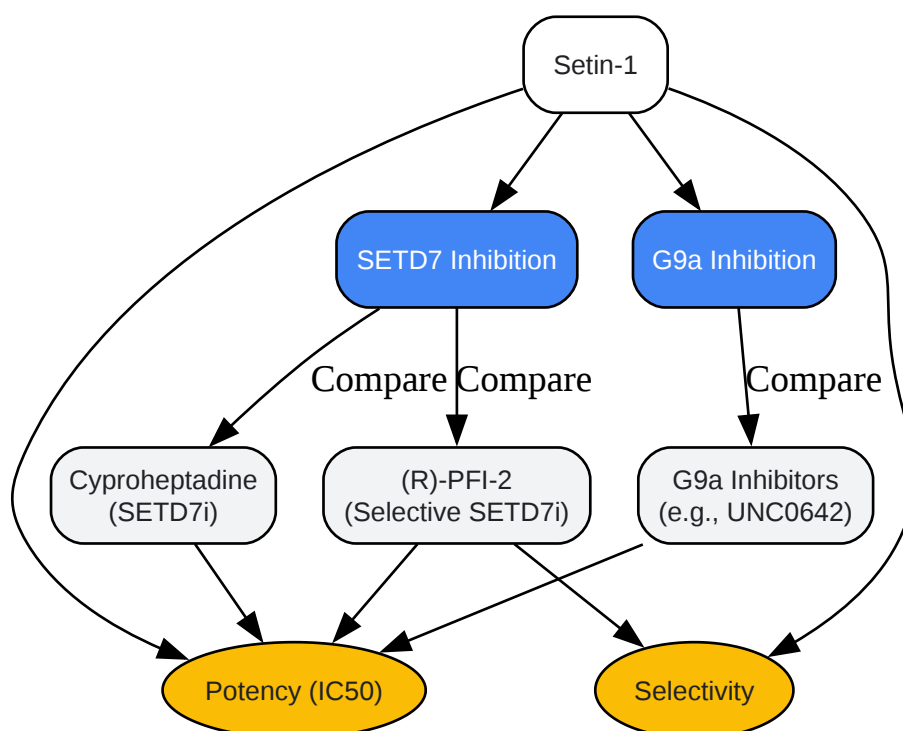 Setin-1
SETD7 Inhibition
G9a Inhibition
Compare
Compare
Compare
Cyproheptadine
(SETD7i)
(R)-PFI-2
(Selective SETD7i)
G9a Inhibitors
(e.g., UNC0642)
Potency (IC50)
Selectivity